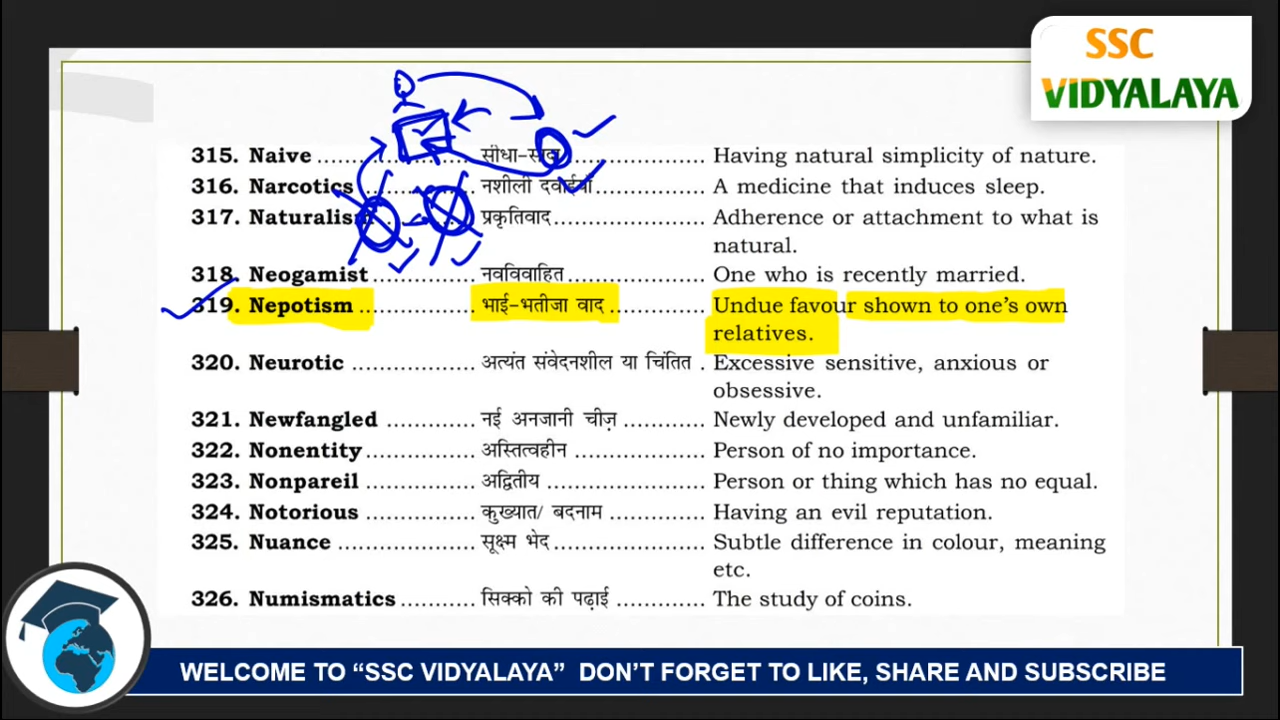 SSC
VIDYALAYA
315. Naive ........................ सीधा-सादा ........................ Having natural simplicity of nature.
316. Narcotics ........................ नशीली दवाईयाँ ........................ A medicine that induces sleep.
317. Naturalism ........................ प्रकृतिवाद ........................ Adherence or attachment to what is
natural.
318. Neogamist ........................ नवविवाहित ........................ One who is recently married.
319. Nepotism ........................ भाई-भतीजा वाद ........................ Undue favour shown to one's own
relatives.
320. Neurotic ........................ अत्यंत संवेदनशील या चिंतित . Excessive sensitive, anxious or
obsessive.
321. Newfangled ............ नई अनजानी चीज़ ............ Newly developed and unfamiliar.
322. Nonentity ............... अस्तित्वहीन .................... Person of no importance.
323. Nonpareil ............... अद्वितीय ........................ Person or thing which has no equal.
324. Notorious ............... कुख्यात/ बदनाम ............... Having an evil reputation.
325. Nuance .................. सूक्ष्म भेद ...................... Subtle difference in colour, meaning
etc.
326. Numismatics ........... सिक्को की पढ़ाई ............. The study of coins.
WELCOME TO “SSC VIDYALAYA” DON'T FORGET TO LIKE, SHARE AND SUBSCRIBE